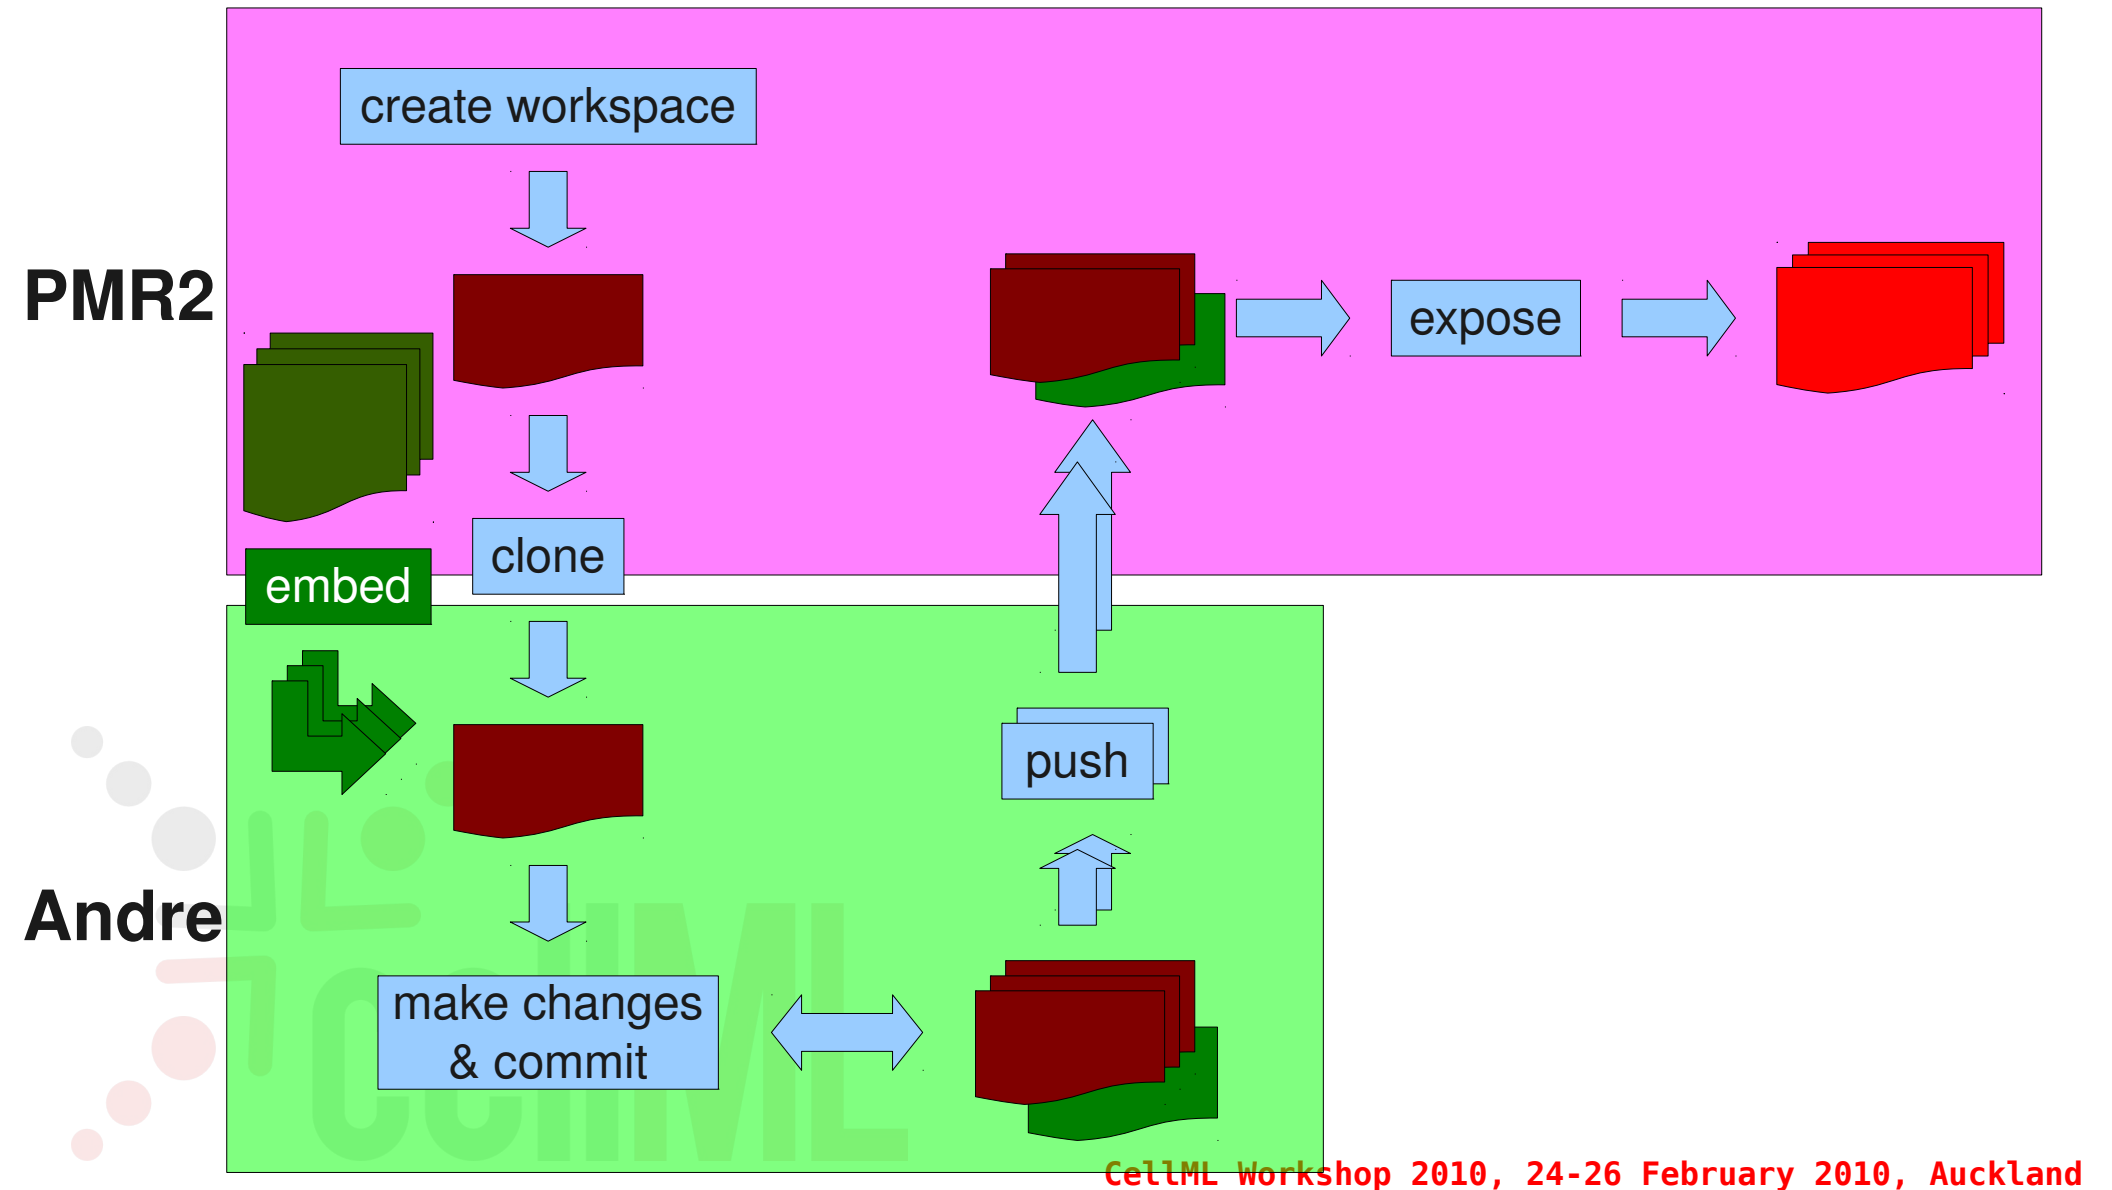 create workspace
PMR2
expose
clone
embed
push
Andre
make changes
& commit
cellML
CellML Workshop 2010, 24-26 February 2010, Auckland